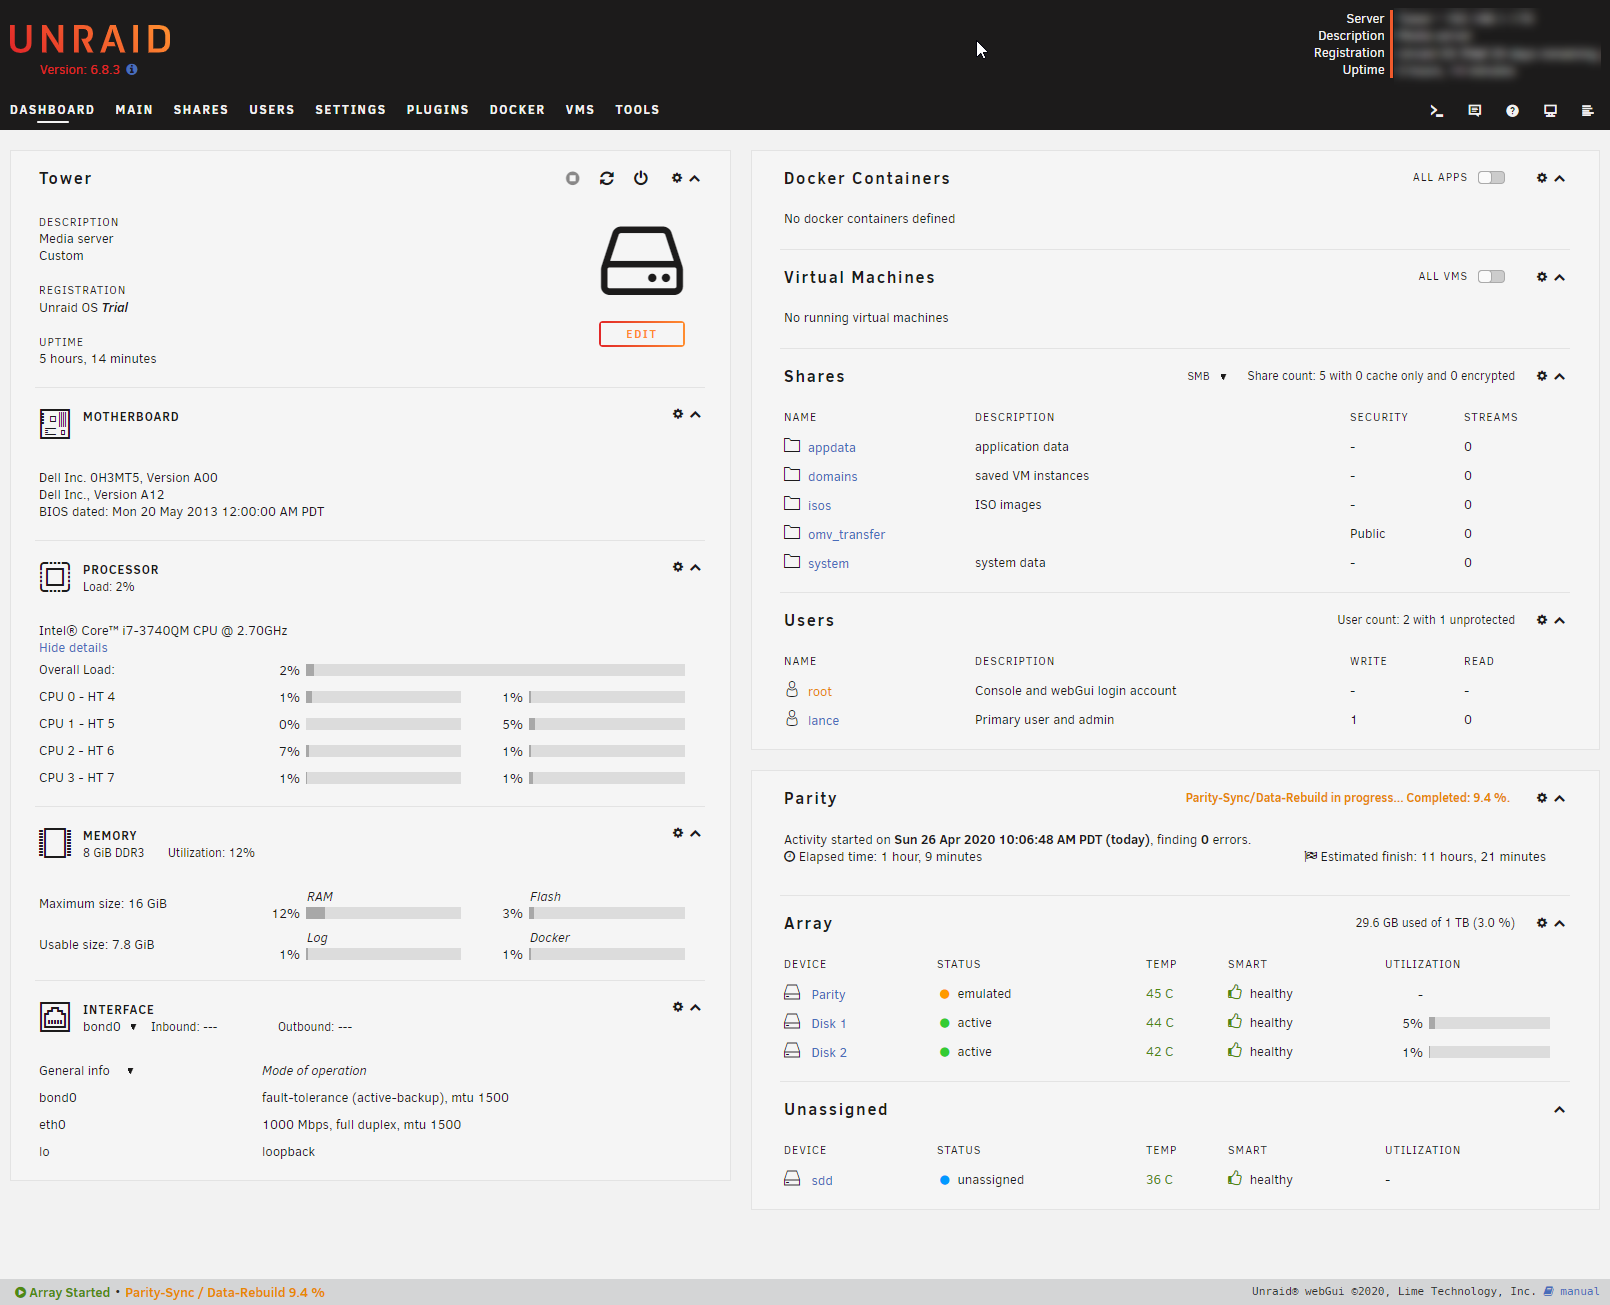 UNRAID
Version: 6.8.3
Server
Description
Registration
Uptime
DASHBOARD MAIN SHARES USERS SETTINGS PLUGINS DOCKER VMS TOOLS
Tower
DESCRIPTION
Media server
Custom
REGISTRATION
Unraid OS Trial
UPTIME
5 hours, 14 minutes
EDIT
MOTHERBOARD
Dell Inc. 0H3MT5, Version A00
Dell Inc., Version A12
BIOS dated: Mon 20 May 2013 12:00:00 AM PDT
PROCESSOR
Load: 2%
Intel® Core™ i7-3740QM CPU @ 2.70GHz
Hide details
Overall Load: 2%
CPU 0 - HT 4 1% 1%
CPU 1 - HT 5 0% 5%
CPU 2 - HT 6 7% 1%
CPU 3 - HT 7 1% 1%
MEMORY
8 GiB DDR3 Utilization: 12%
RAM Flash
Maximum size: 16 GiB 12% 3%
Log Docker
Usable size: 7.8 GiB 1% 1%
INTERFACE
bond0 Inbound: --- Outbound: ---
General info Mode of operation
bond0 fault-tolerance (active-backup), mtu 1500
eth0 1000 Mbps, full duplex, mtu 1500
lo loopback
Docker Containers ALL APPS
No docker containers defined
Virtual Machines ALL VMS
No running virtual machines
Shares SMB Share count: 5 with 0 cache only and 0 encrypted
NAME DESCRIPTION SECURITY STREAMS
appdata application data - 0
domains saved VM instances - 0
isos ISO images - 0
omv_transfer Public 0
system system data - 0
Users User count: 2 with 1 unprotected
NAME DESCRIPTION WRITE READ
root Console and webGui login account - -
lance Primary user and admin 1 0
Parity Parity-Sync/Data-Rebuild in progress... Completed: 9.4 %.
Activity started on Sun 26 Apr 2020 10:06:48 AM PDT (today), finding 0 errors.
Elapsed time: 1 hour, 9 minutes Estimated finish: 11 hours, 21 minutes
Array 29.6 GB used of 1 TB (3.0 %)
DEVICE STATUS TEMP SMART UTILIZATION
Parity emulated 45 C healthy -
Disk 1 active 44 C healthy 5%
Disk 2 active 42 C healthy 1%
Unassigned
DEVICE STATUS TEMP SMART UTILIZATION
sdd unassigned 36 C healthy -
Array Started • Parity-Sync / Data-Rebuild 9.4 %
Unraid® webGui ©2020, Lime Technology, Inc. manual